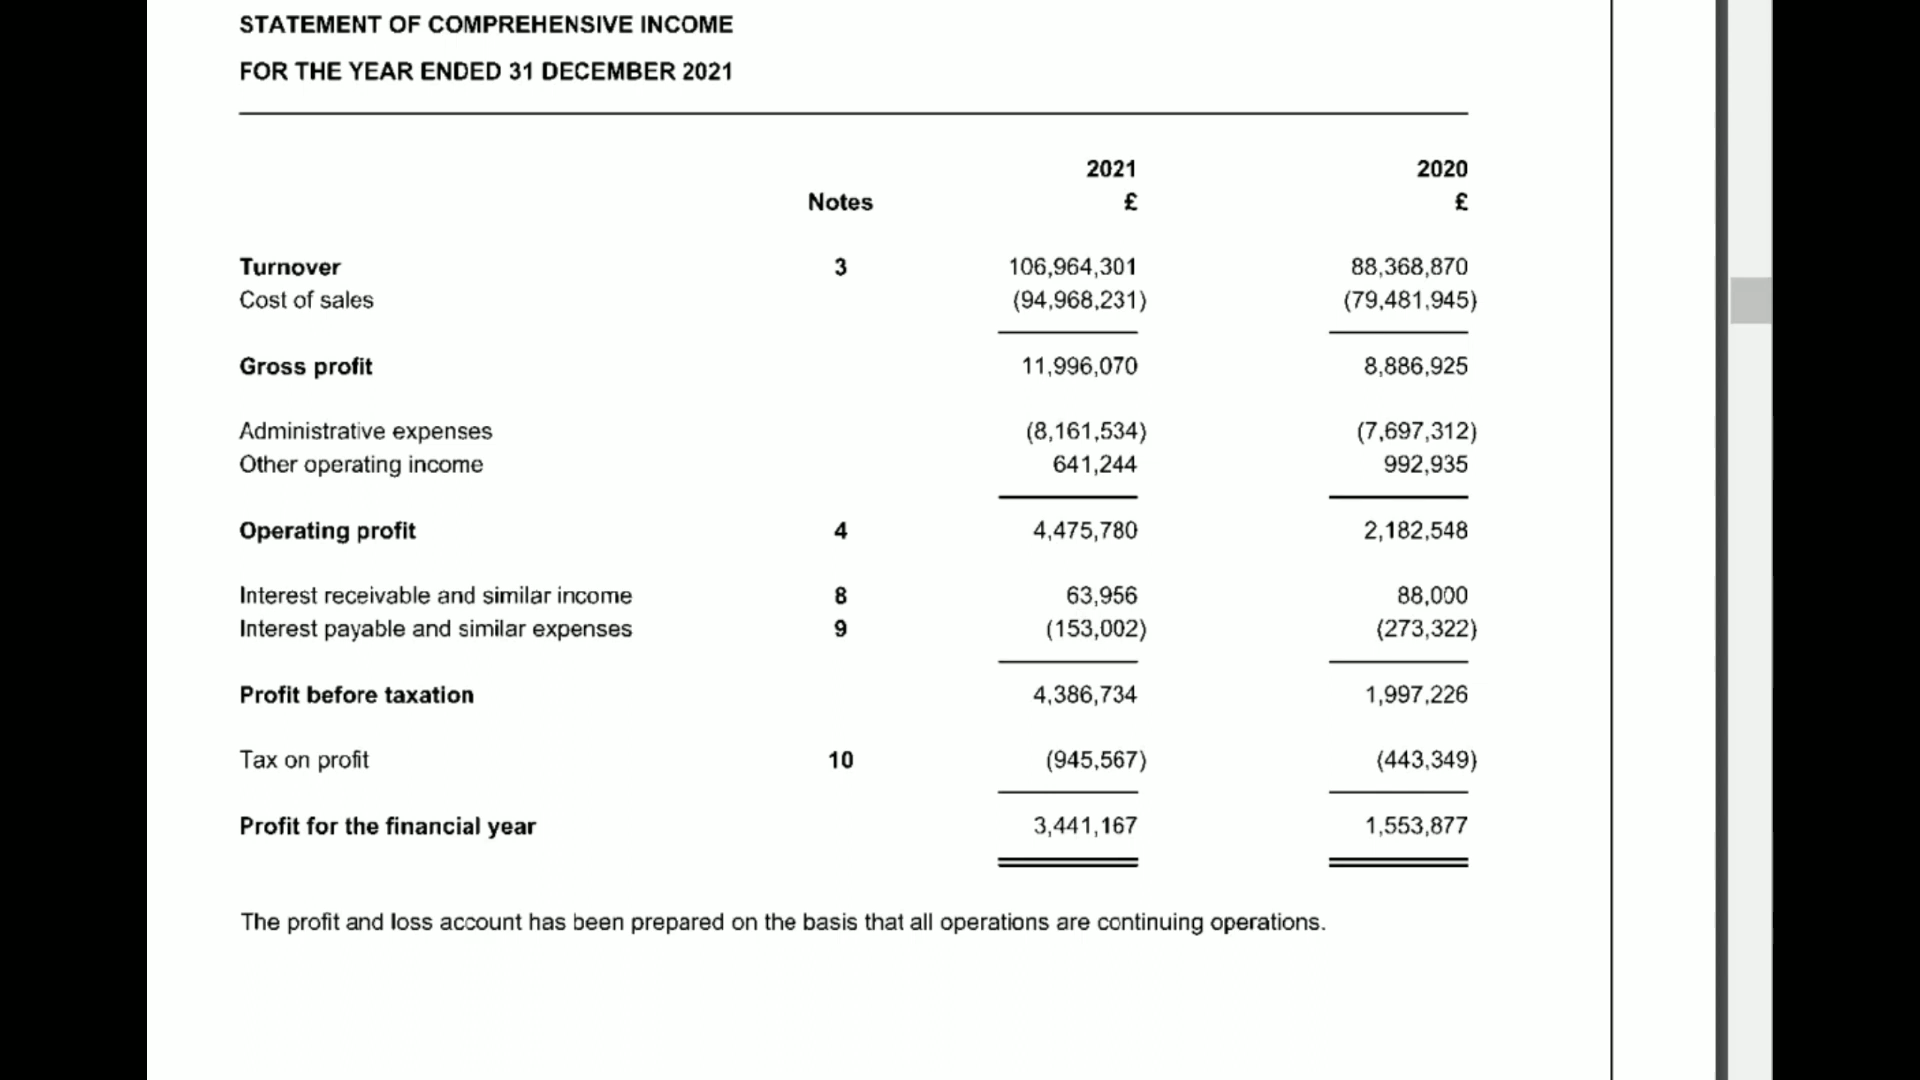 STATEMENT OF COMPREHENSIVE INCOME
FOR THE YEAR ENDED 31 DECEMBER 2021
2021 2020
Notes £ £
Turnover 3 106,964,301 88,368,870
Cost of sales (94,968,231) (79,481,945)
Gross profit 11,996,070 8,886,925
Administrative expenses (8,161,534) (7,697,312)
Other operating income 641,244 992,935
Operating profit 4 4,475,780 2,182,548
Interest receivable and similar income 8 63,956 88,000
Interest payable and similar expenses 9 (153,002) (273,322)
Profit before taxation 4,386,734 1,997,226
Tax on profit 10 (945,567) (443,349)
Profit for the financial year 3,441,167 1,553,877
The profit and loss account has been prepared on the basis that all operations are continuing operations.